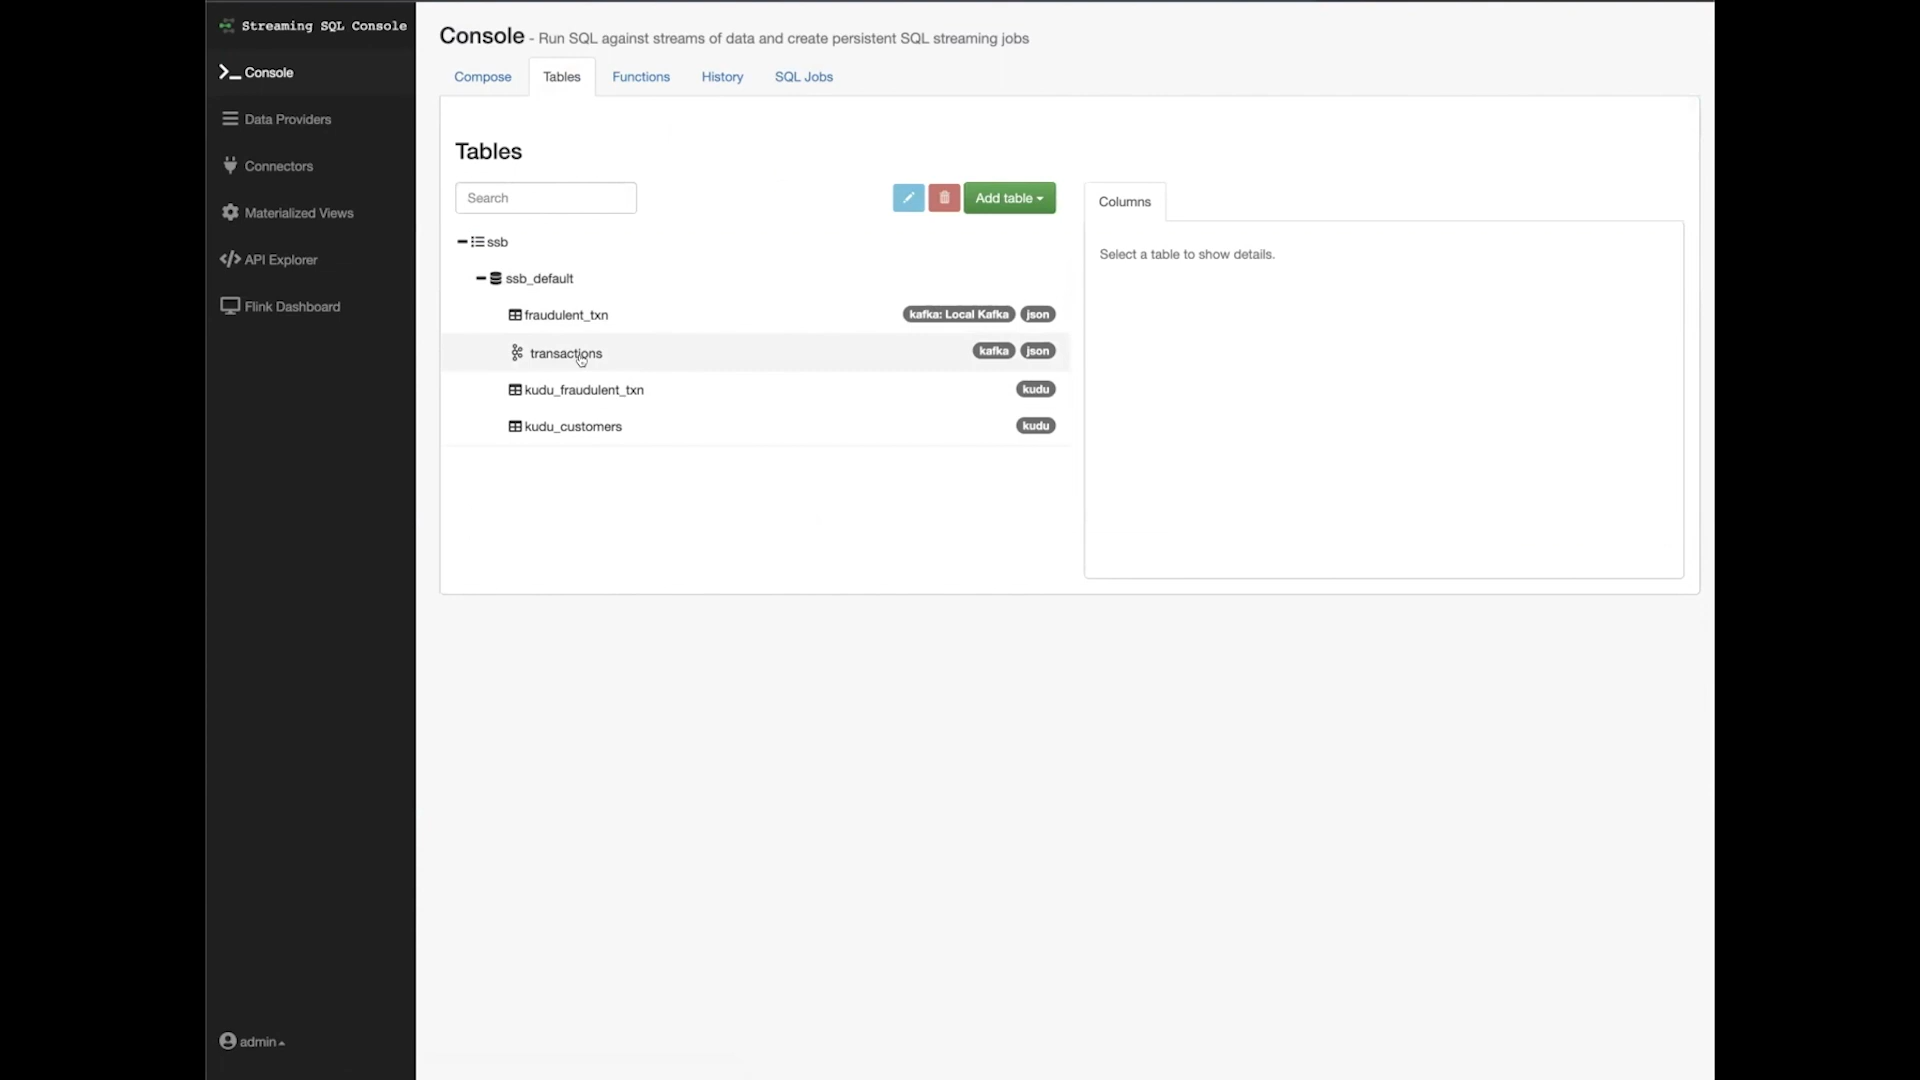 Streaming SQL Console
Console
Data Providers
Connectors
Materialized Views
API Explorer
Flink Dashboard
admin
Console - Run SQL against streams of data and create persistent SQL streaming jobs
Compose Tables Functions History SQL Jobs
Tables
Search
Add table
ssb
ssb_default
fraudulent_txn kafka: Local Kafka json
transactions kafka json
kudu_fraudulent_txn kudu
kudu_customers kudu
Columns
Select a table to show details.